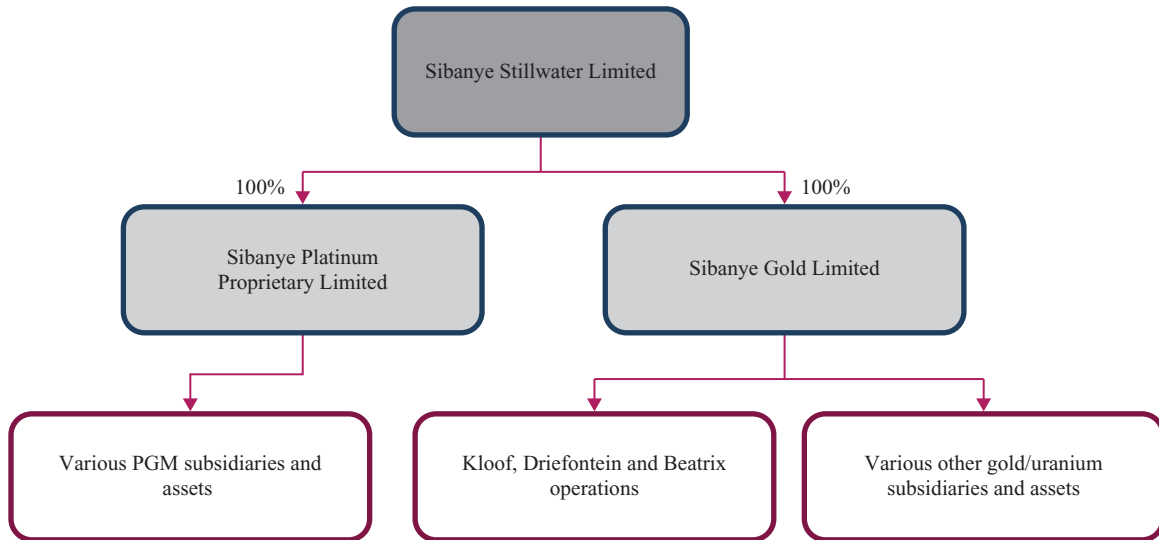 Sibanye Stillwater Limited
100%
100%
Sibanye Platinum
Proprietary Limited
Sibanye Gold Limited
Various PGM subsidiaries and
assets
Kloof, Driefontein and Beatrix
operations
Various other gold/uranium
subsidiaries and assets